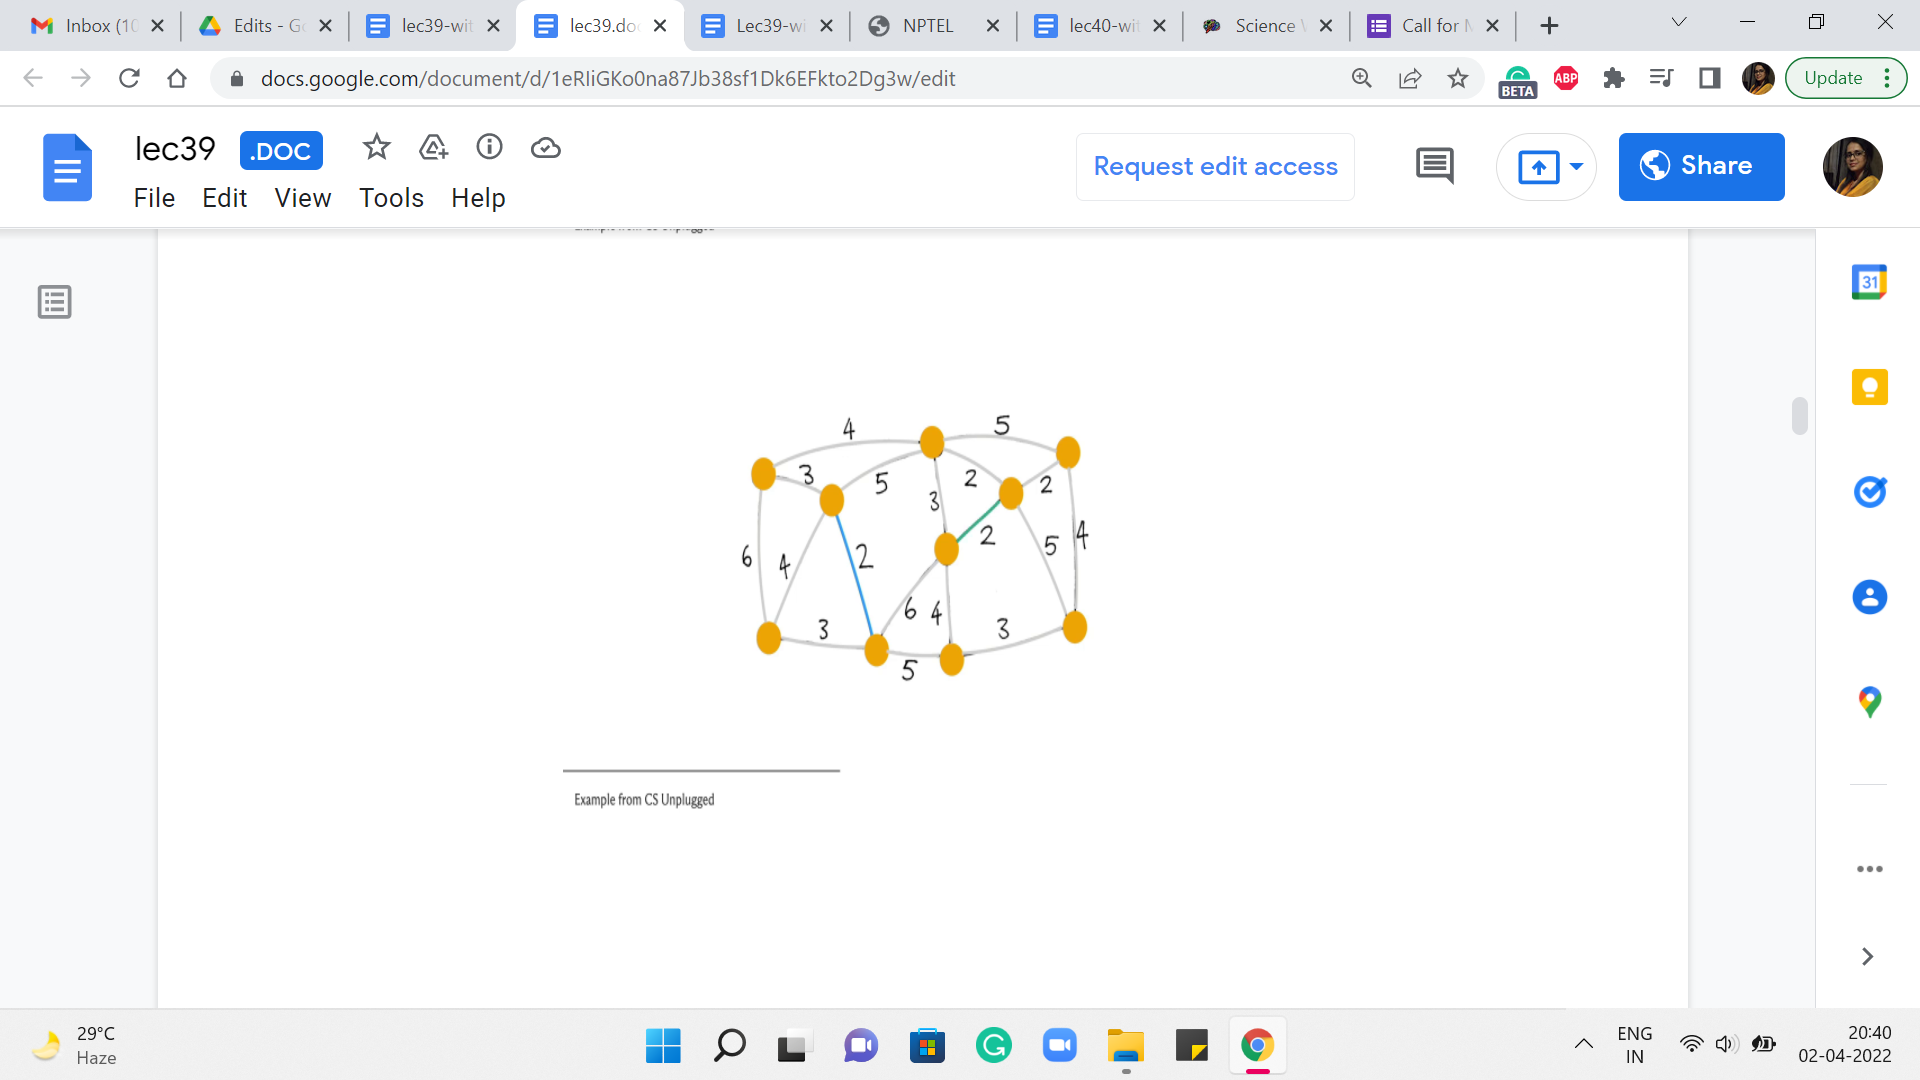 Inbox (10
Edits - Go
lec39-wit
lec39.doc
Lec39-wi
NPTEL
lec40-wit
Science
Call for
docs.google.com/document/d/1eRIiGKo0na87Jb38sf1Dk6EFkto2Dg3w/edit
BETA
ABP
Update
lec39 .DOC
Request edit access
Share
File Edit View Tools Help
31
4 5
3 5 2 2
3
6 4 2 2 5 4
6 4
3 3
5
Example from CS Unplugged
29°C
Haze
ENG
IN
20:40
02-04-2022